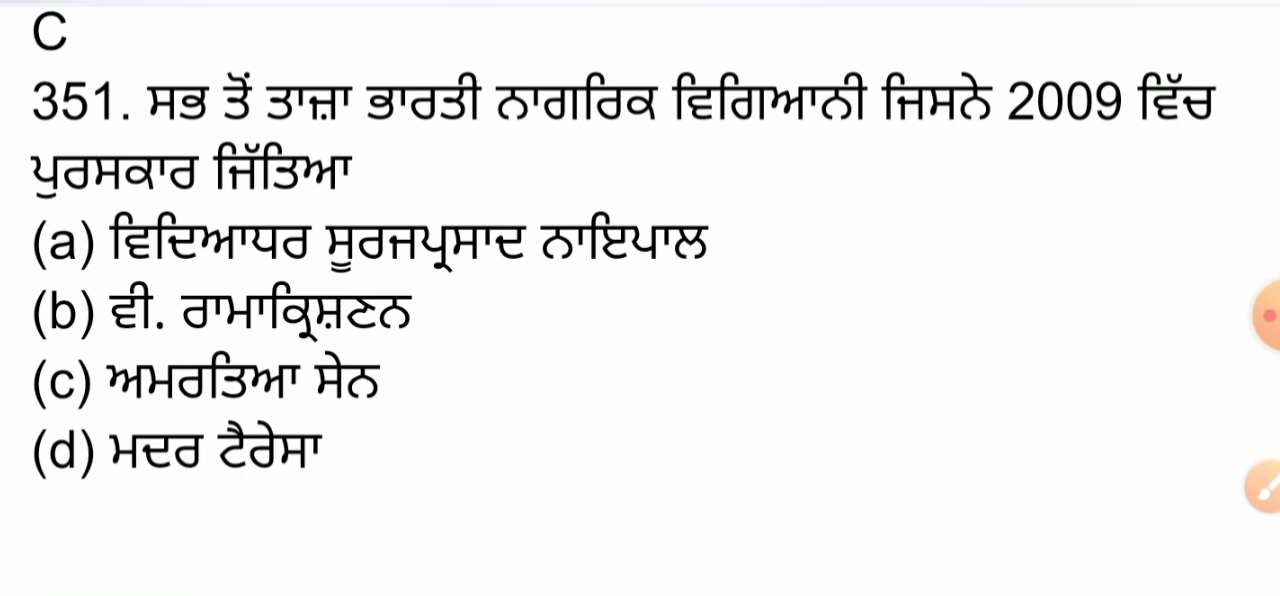 C
351. ਸਭ ਤੋਂ ਤਾਜ਼ਾ ਭਾਰਤੀ ਨਾਗਰਿਕ ਵਿਗਿਆਨੀ ਜਿਸਨੇ 2009 ਵਿੱਚ
ਪੁਰਸਕਾਰ ਜਿੱਤਿਆ
(a) ਵਿਦਿਆਧਰ ਸੂਰਜਪ੍ਰਸਾਦ ਨਾਇਪਾਲ
(b) ਵੀ. ਰਾਮਾਕ੍ਰਿਸ਼ਣਨ
(c) ਅਮਰਤਿਆ ਸੇਨ
(d) ਮਦਰ ਟੈਰੇਸਾ